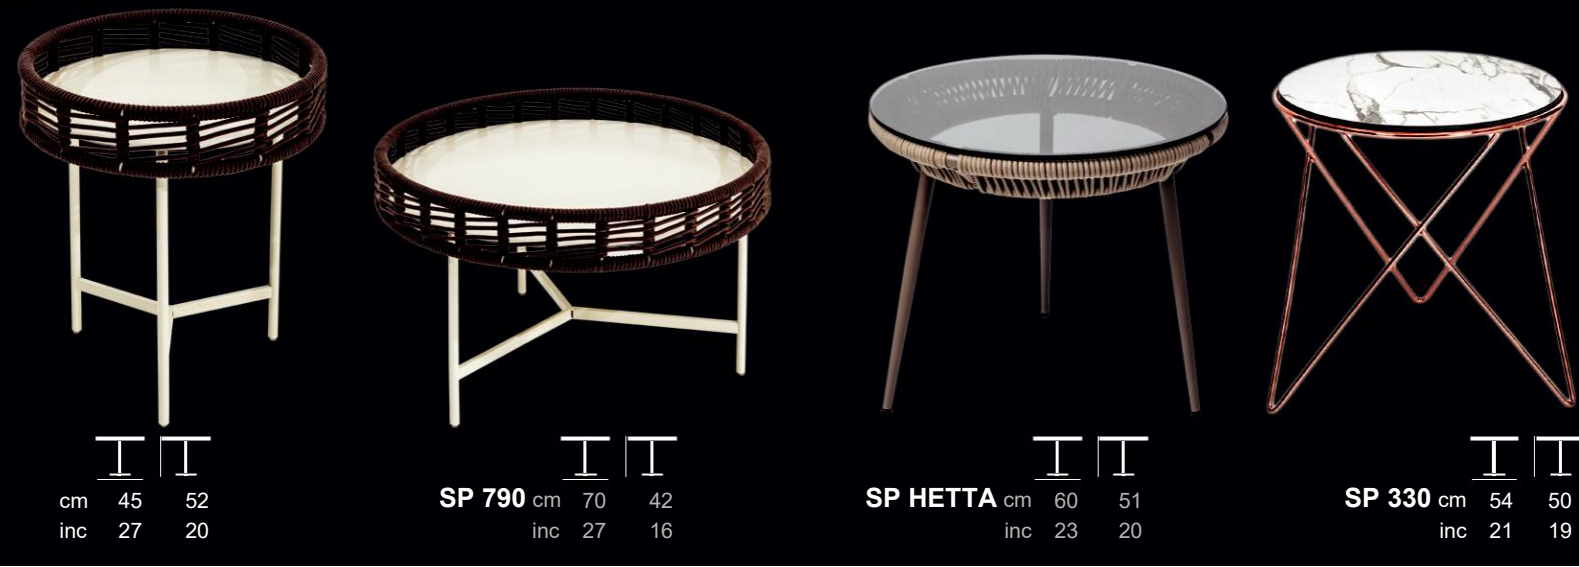 cm 45 52
inc 27 20
SP 790 cm 70 42
inc 27 16
SP HETTA cm 60 51
inc 23 20
SP 330 cm 54 50
inc 21 19